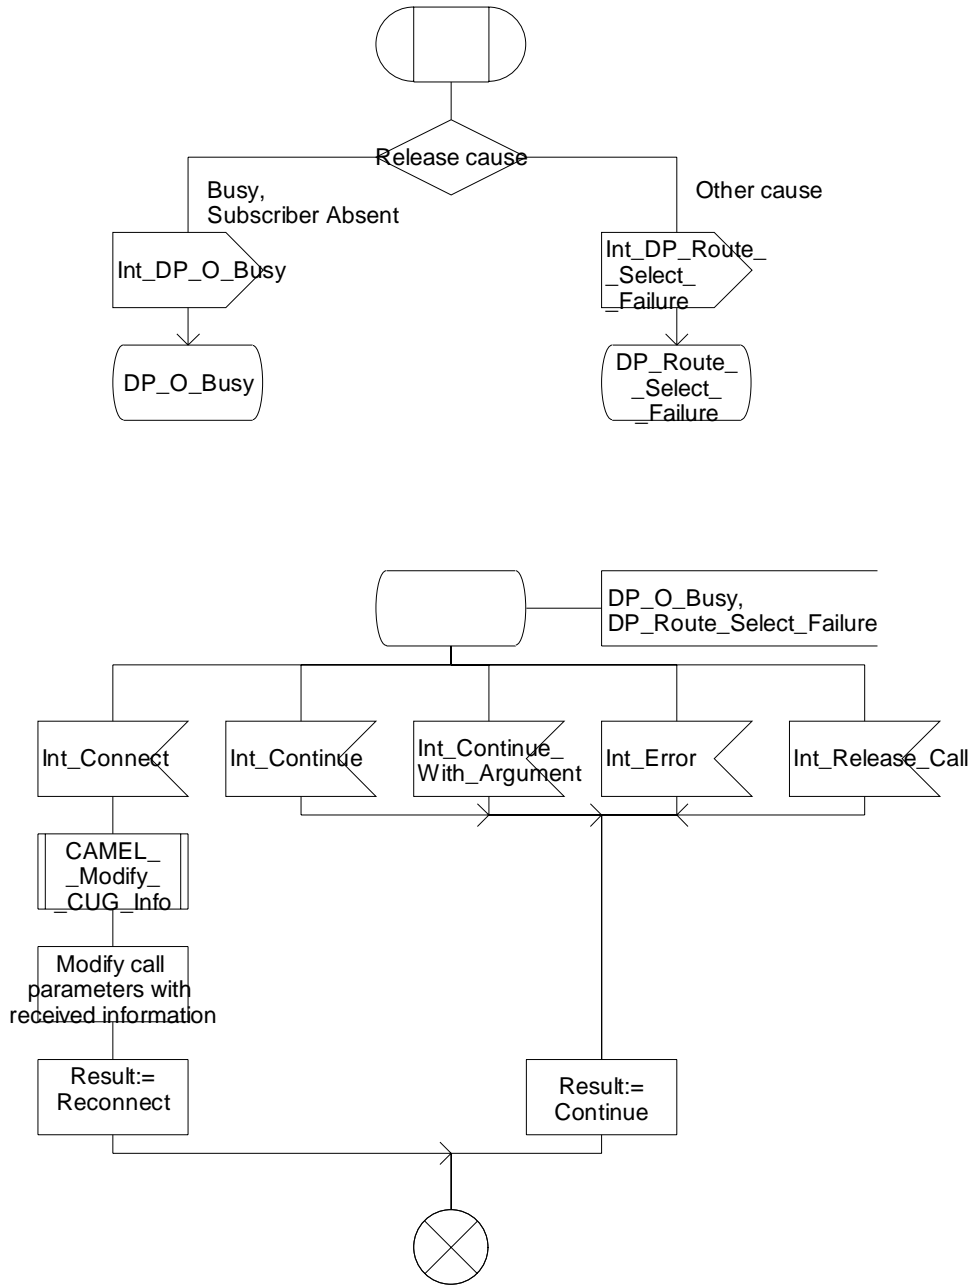 Release cause
Busy,
Subscriber Absent
Other cause
Int_DP_O_Busy
Int_DP_Route_
_Select_
_Failure
DP_O_Busy
DP_Route_
_Select_
_Failure
DP_O_Busy,
DP_Route_Select_Failure
Int_Connect
Int_Continue
Int_Continue_
With_Argument
Int_Error
Int_Release_Call
CAMEL_
_Modify_
_CUG_Info
Modify call
parameters with
received information
Result:=
Reconnect
Result:=
Continue